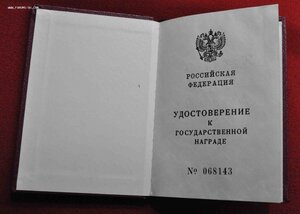 РОССИЙСКАЯ
ФЕДЕРАЦИЯ
УДОСТОВЕРЕНИЕ
К
ГОСУДАРСТВЕННОЙ
НАГРАДЕ
№ 068143